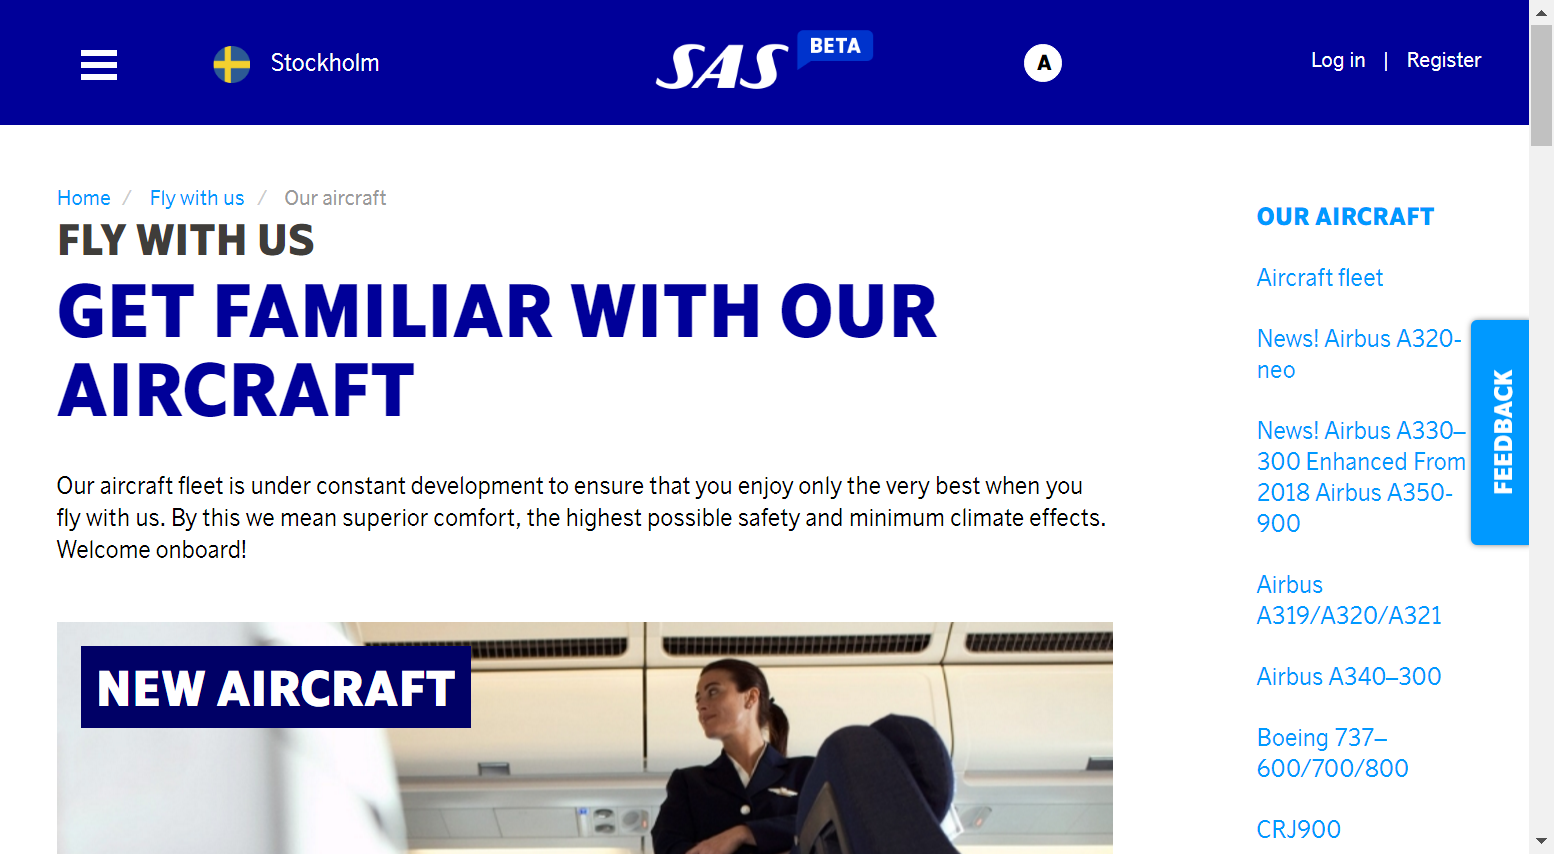 Stockholm
SAS
BETA
A
Log in | Register
Home / Fly with us / Our aircraft
FLY WITH US
GET FAMILIAR WITH OUR
AIRCRAFT
Our aircraft fleet is under constant development to ensure that you enjoy only the very best when you
fly with us. By this we mean superior comfort, the highest possible safety and minimum climate effects.
Welcome onboard!
NEW AIRCRAFT
OUR AIRCRAFT
Aircraft fleet
News! Airbus A320-
neo
News! Airbus A330–
300 Enhanced From
2018 Airbus A350-
900
Airbus
A319/A320/A321
Airbus A340–300
Boeing 737–
600/700/800
CRJ900
FEEDBACK